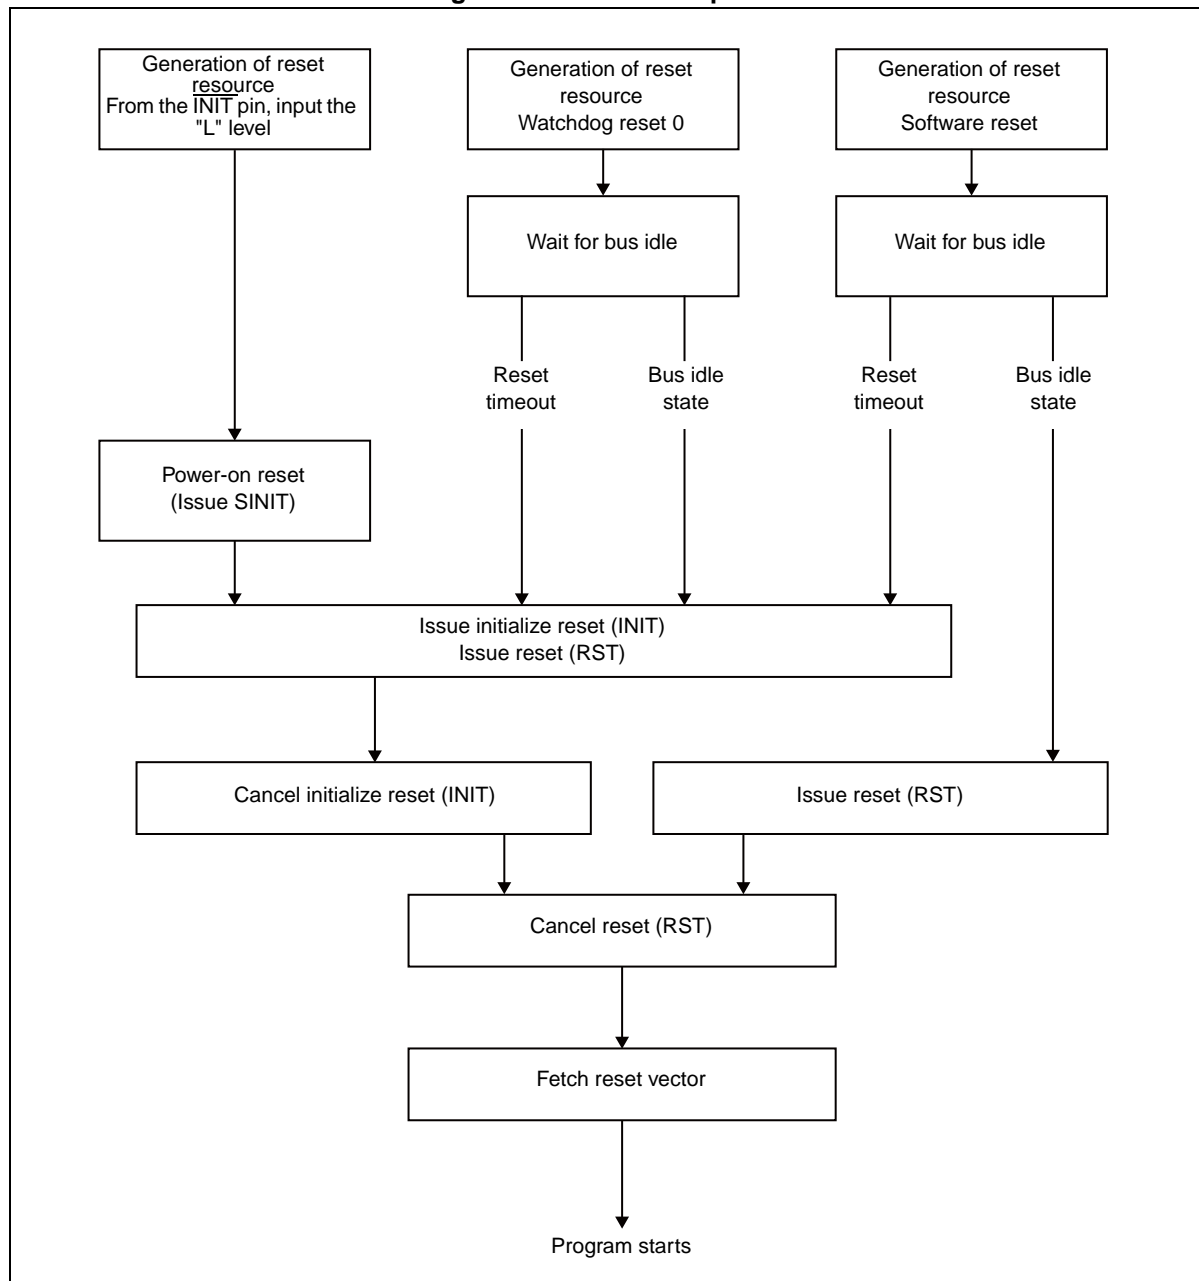 Generation of reset
resource
From the INIT pin, input the
"L" level
Generation of reset
resource
Watchdog reset 0
Generation of reset
resource
Software reset
Wait for bus idle
Wait for bus idle
Reset
timeout
Bus idle
state
Reset
timeout
Bus idle
state
Power-on reset
(Issue SINIT)
Issue initialize reset (INIT)
Issue reset (RST)
Cancel initialize reset (INIT)
Issue reset (RST)
Cancel reset (RST)
Fetch reset vector
Program starts